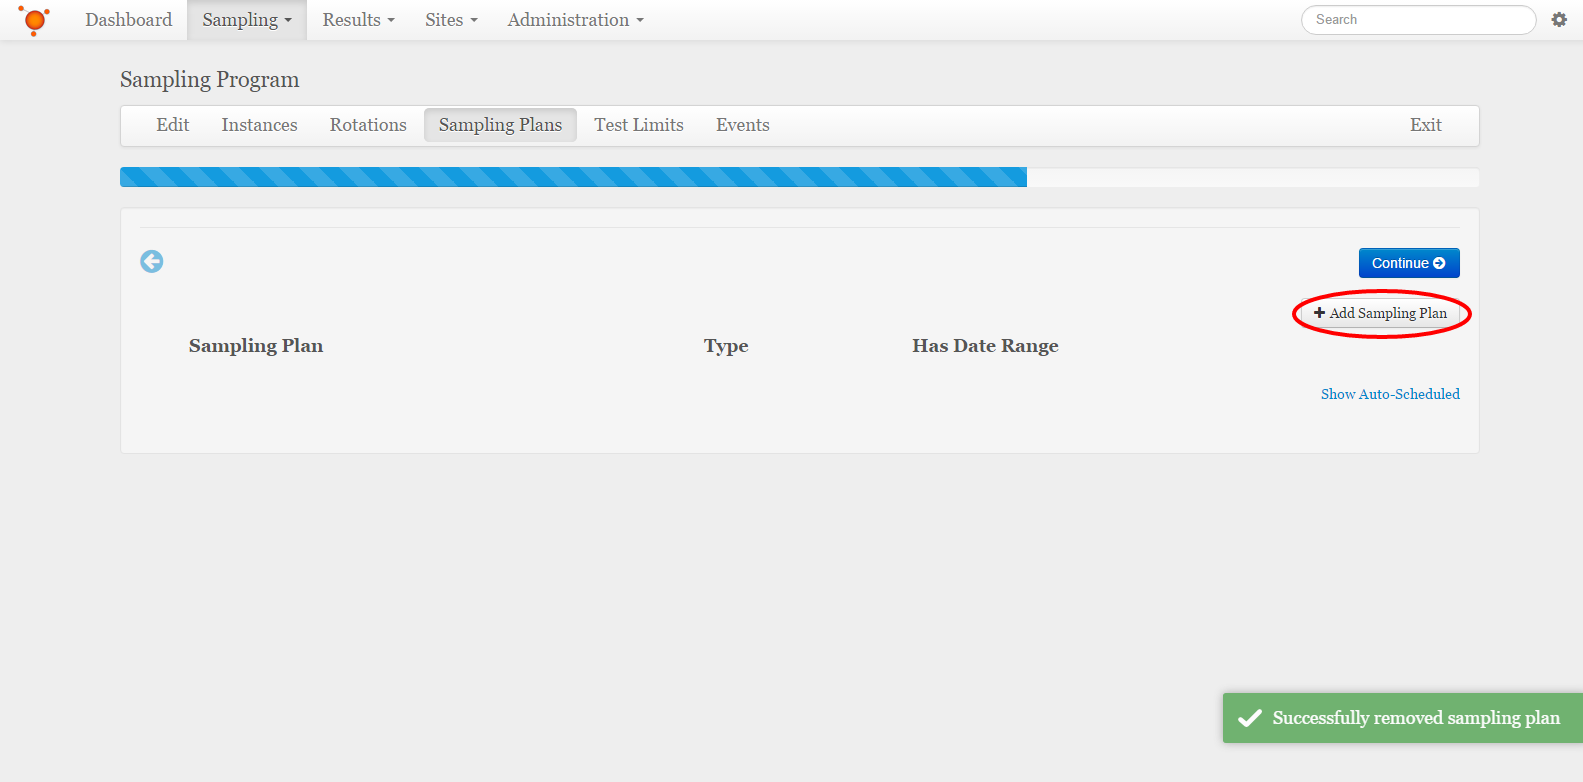 Dashboard Sampling Results Sites Administration Search
Sampling Program
Edit Instances Rotations Sampling Plans Test Limits Events Exit
Continue
Add Sampling Plan
Sampling Plan Type Has Date Range
Show Auto-Scheduled
Successfully removed sampling plan